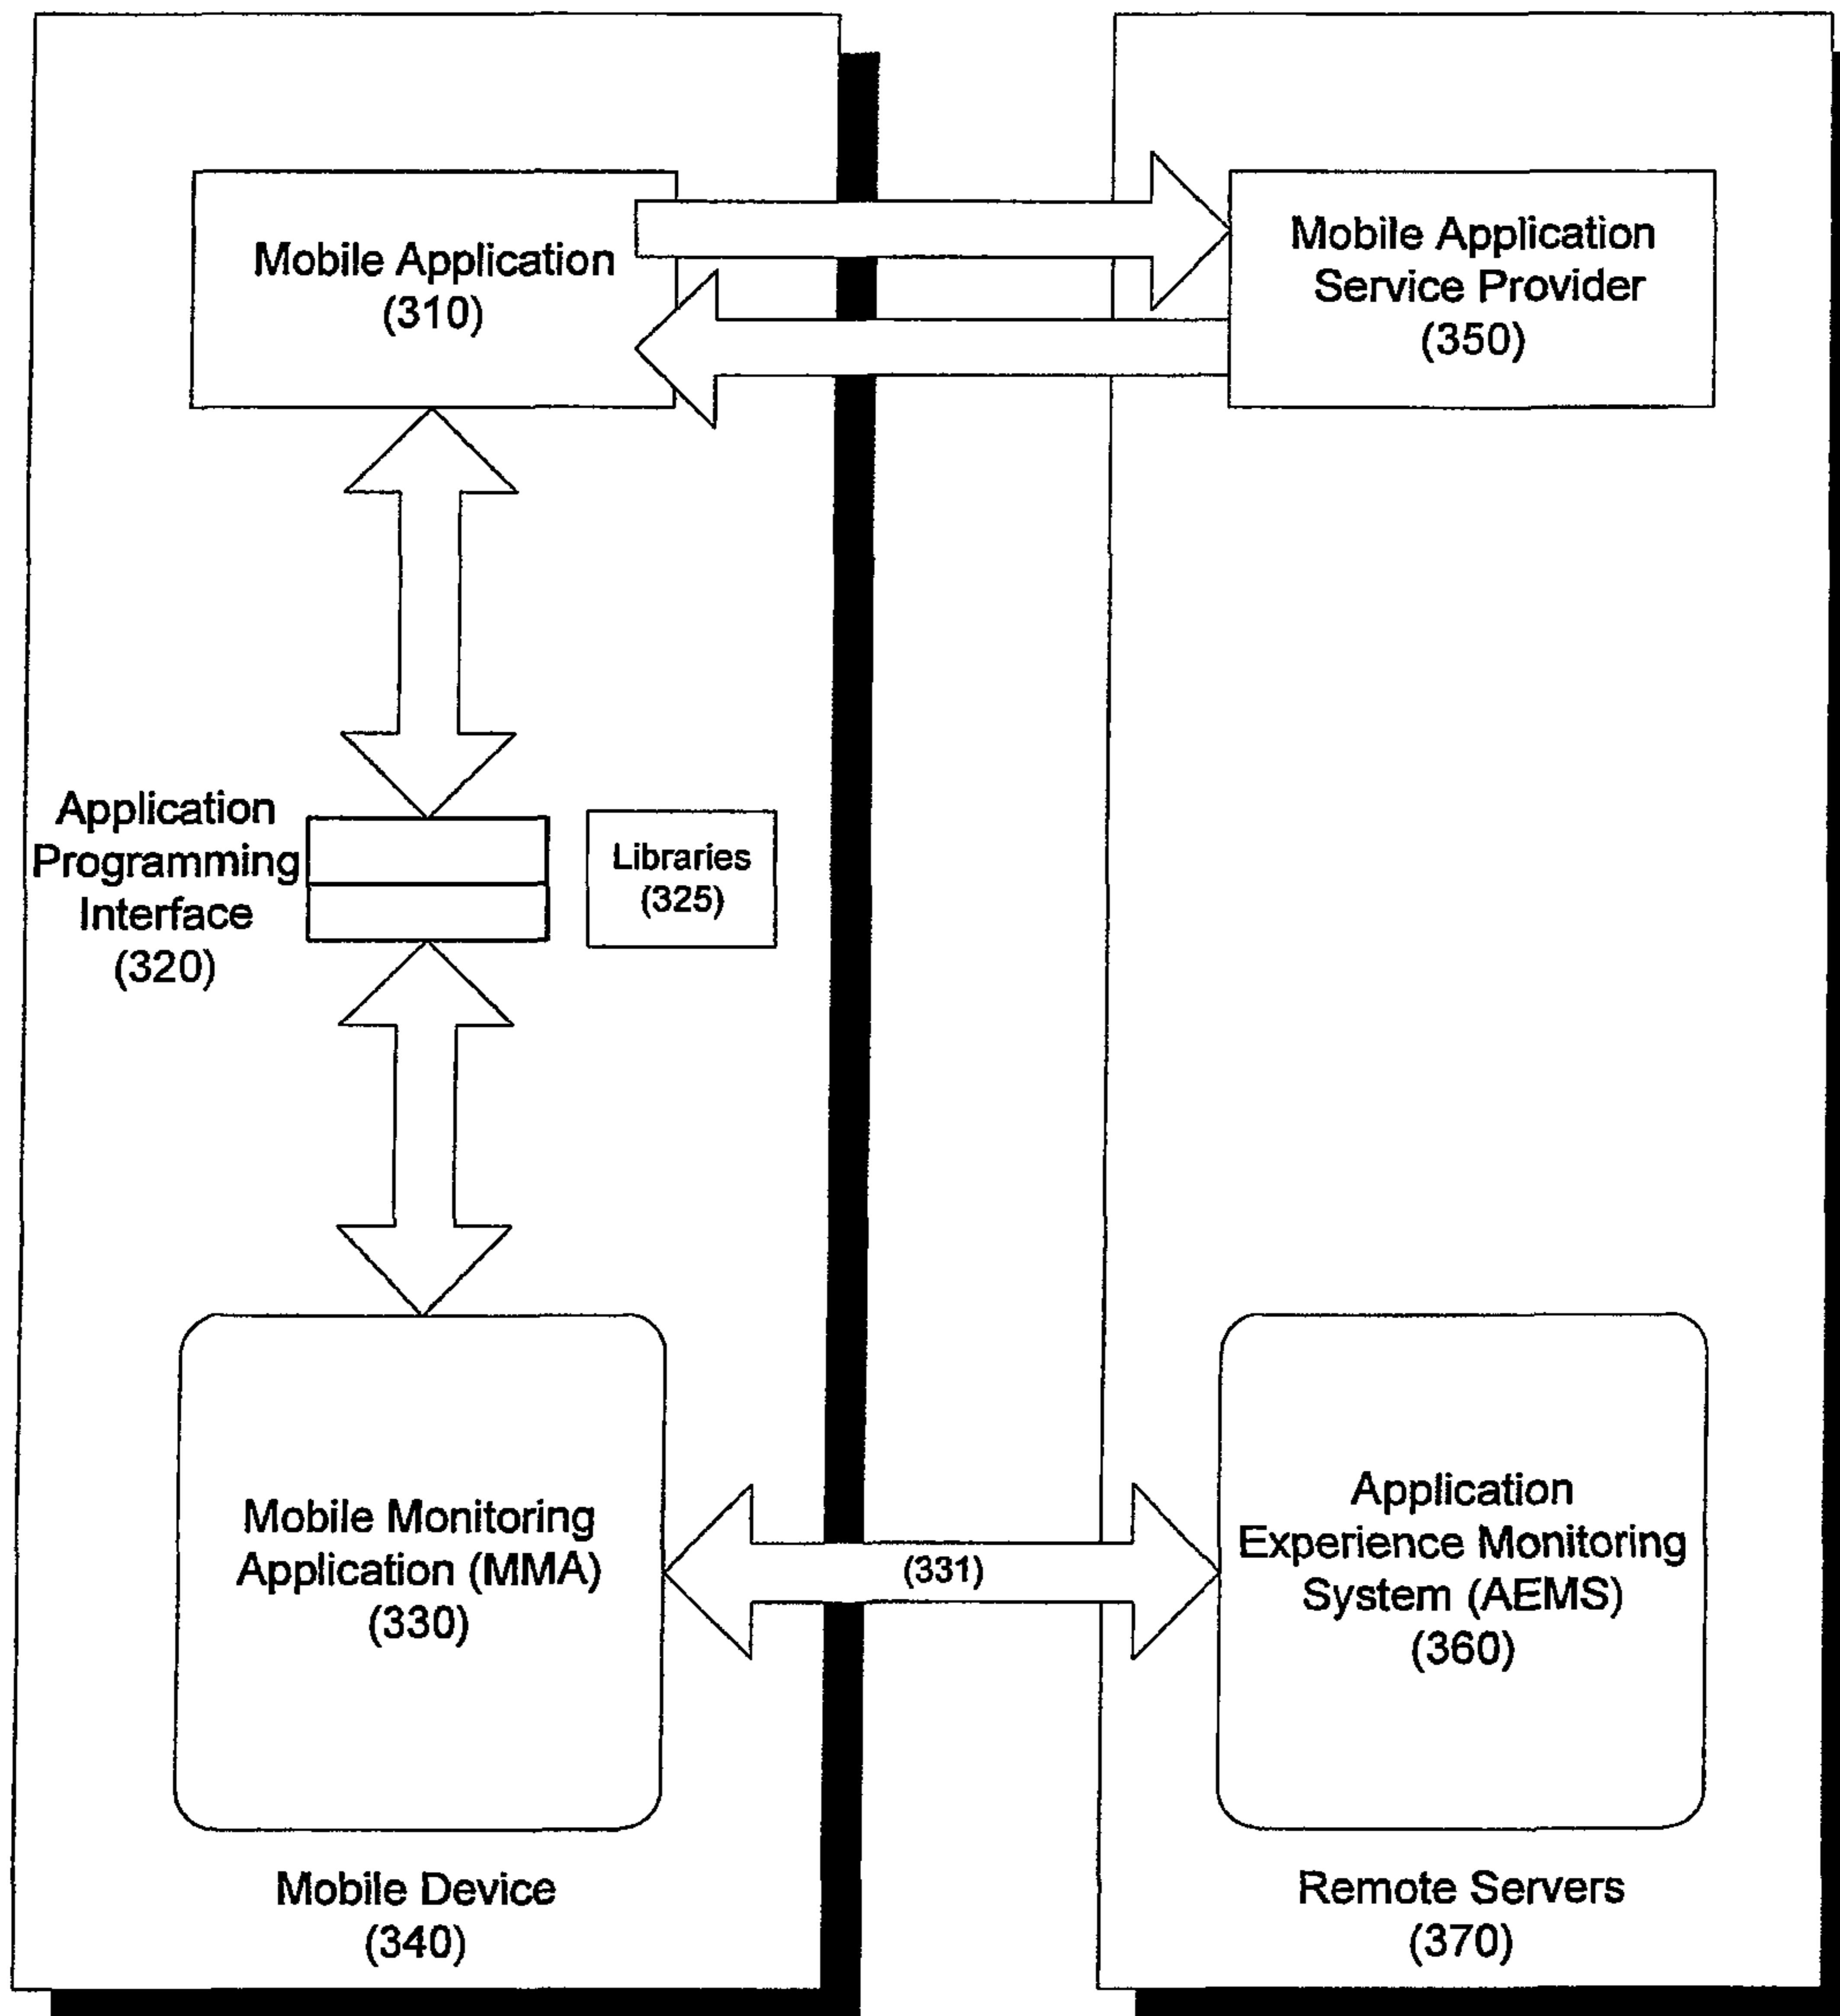 Mobile Application
(310)
Mobile Application
Service Provider
(350)
Application
Programming
Interface
(320)
Libraries
(325)
Mobile Monitoring
Application (MMA)
(330)
(331)
Application
Experience Monitoring
System (AEMS)
(360)
Mobile Device
(340)
Remote Servers
(370)